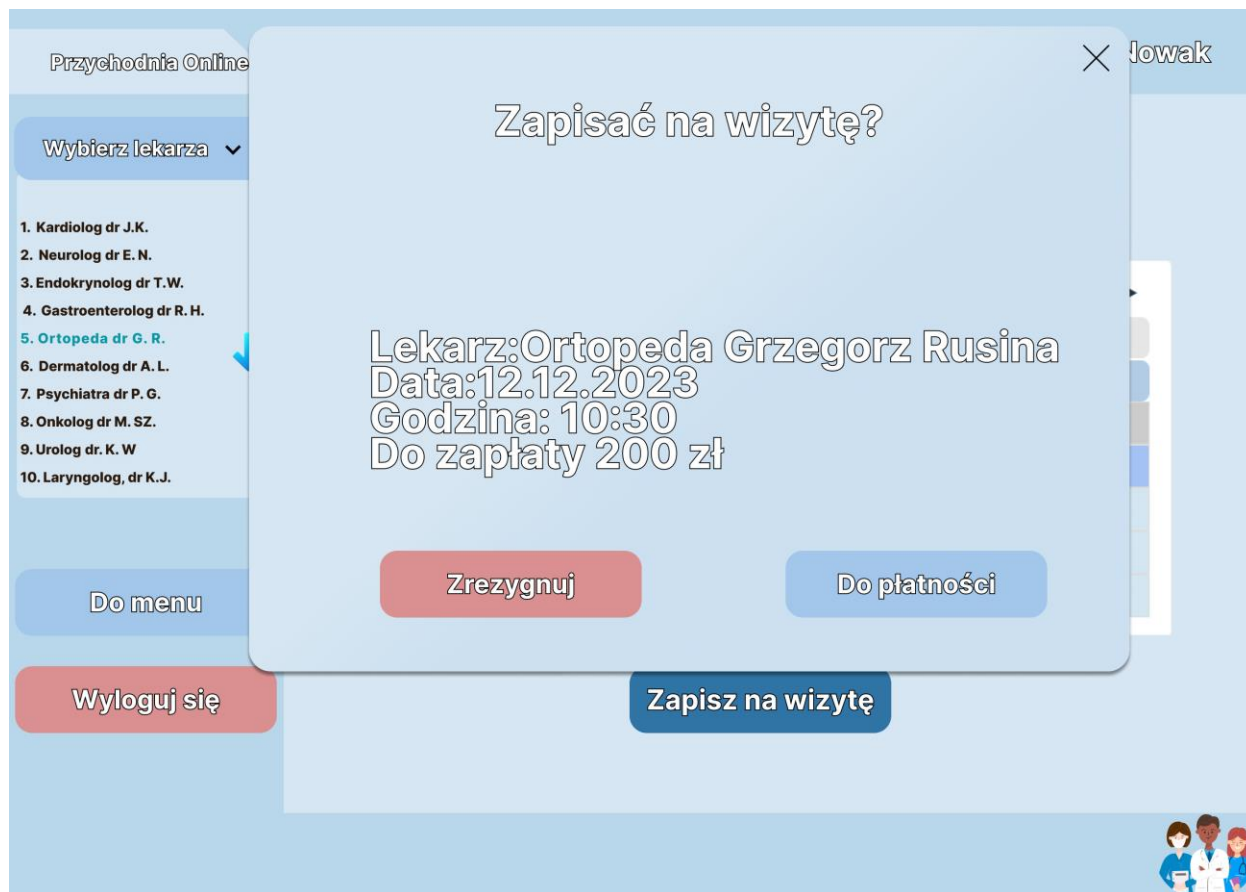 Przychodnia Online
Nowak
Zapisać na wizytę?
Wybierz lekarza
1. Kardiolog dr J.K.
2. Neurolog dr E. N.
3. Endokrynolog dr T.W.
4. Gastroenterolog dr R. H.
5. Ortopeda dr G. R.
6. Dermatolog dr A. L.
7. Psychiatra dr P. G.
8. Onkolog dr M. SZ.
9. Urolog dr. K. W
10. Laryngolog, dr K.J.
Lekarz:Ortopeda Grzegorz Rusina
Data:12.12.2023
Godzina: 10:30
Do zapłaty 200 zł
Zrezygnuj
Do płatności
Do menu
Wyloguj się
Zapisz na wizytę